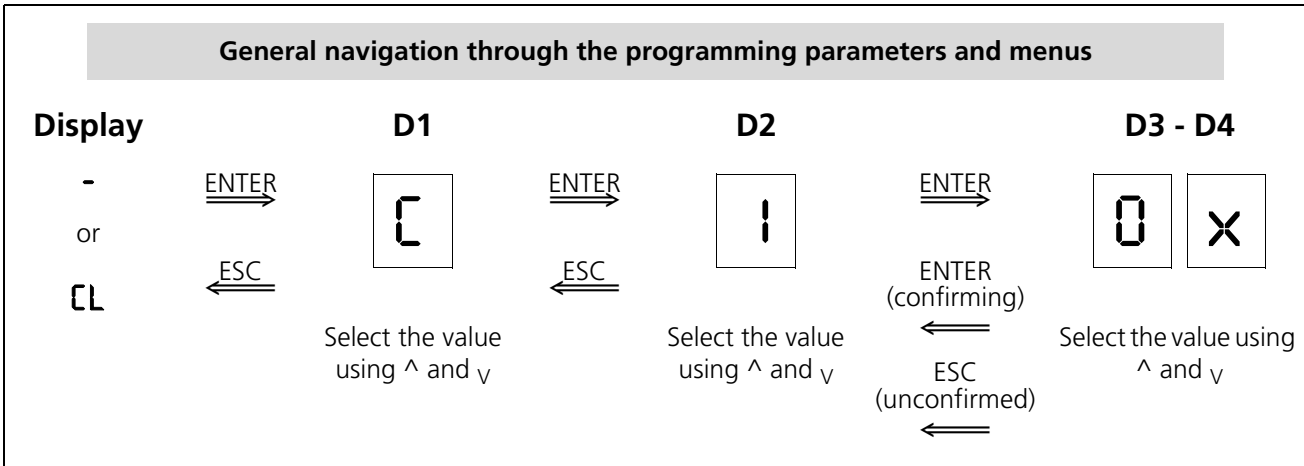 General navigation through the programming parameters and menus
Display D1 D2 D3 - D4
- ENTER C ENTER 1 ENTER 0 x
or
CL ESC ESC ENTER
(confirming)
Select the value Select the value Select the value using
using ^ and v using ^ and v ^ and v
ESC
(unconfirmed)